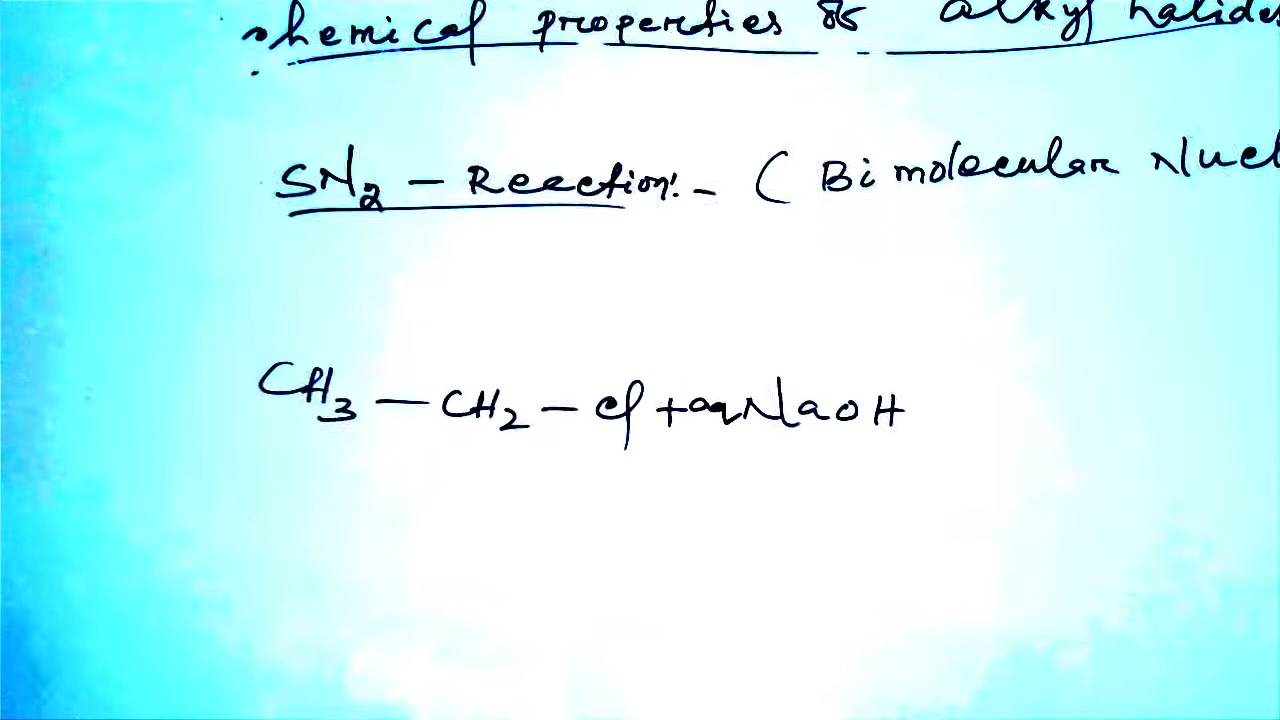 chemical properties of alkyl halides
SN2 - Reaction:- ( Bimolecular Nucl
CH3 - CH2 - Cl + aq NaOH